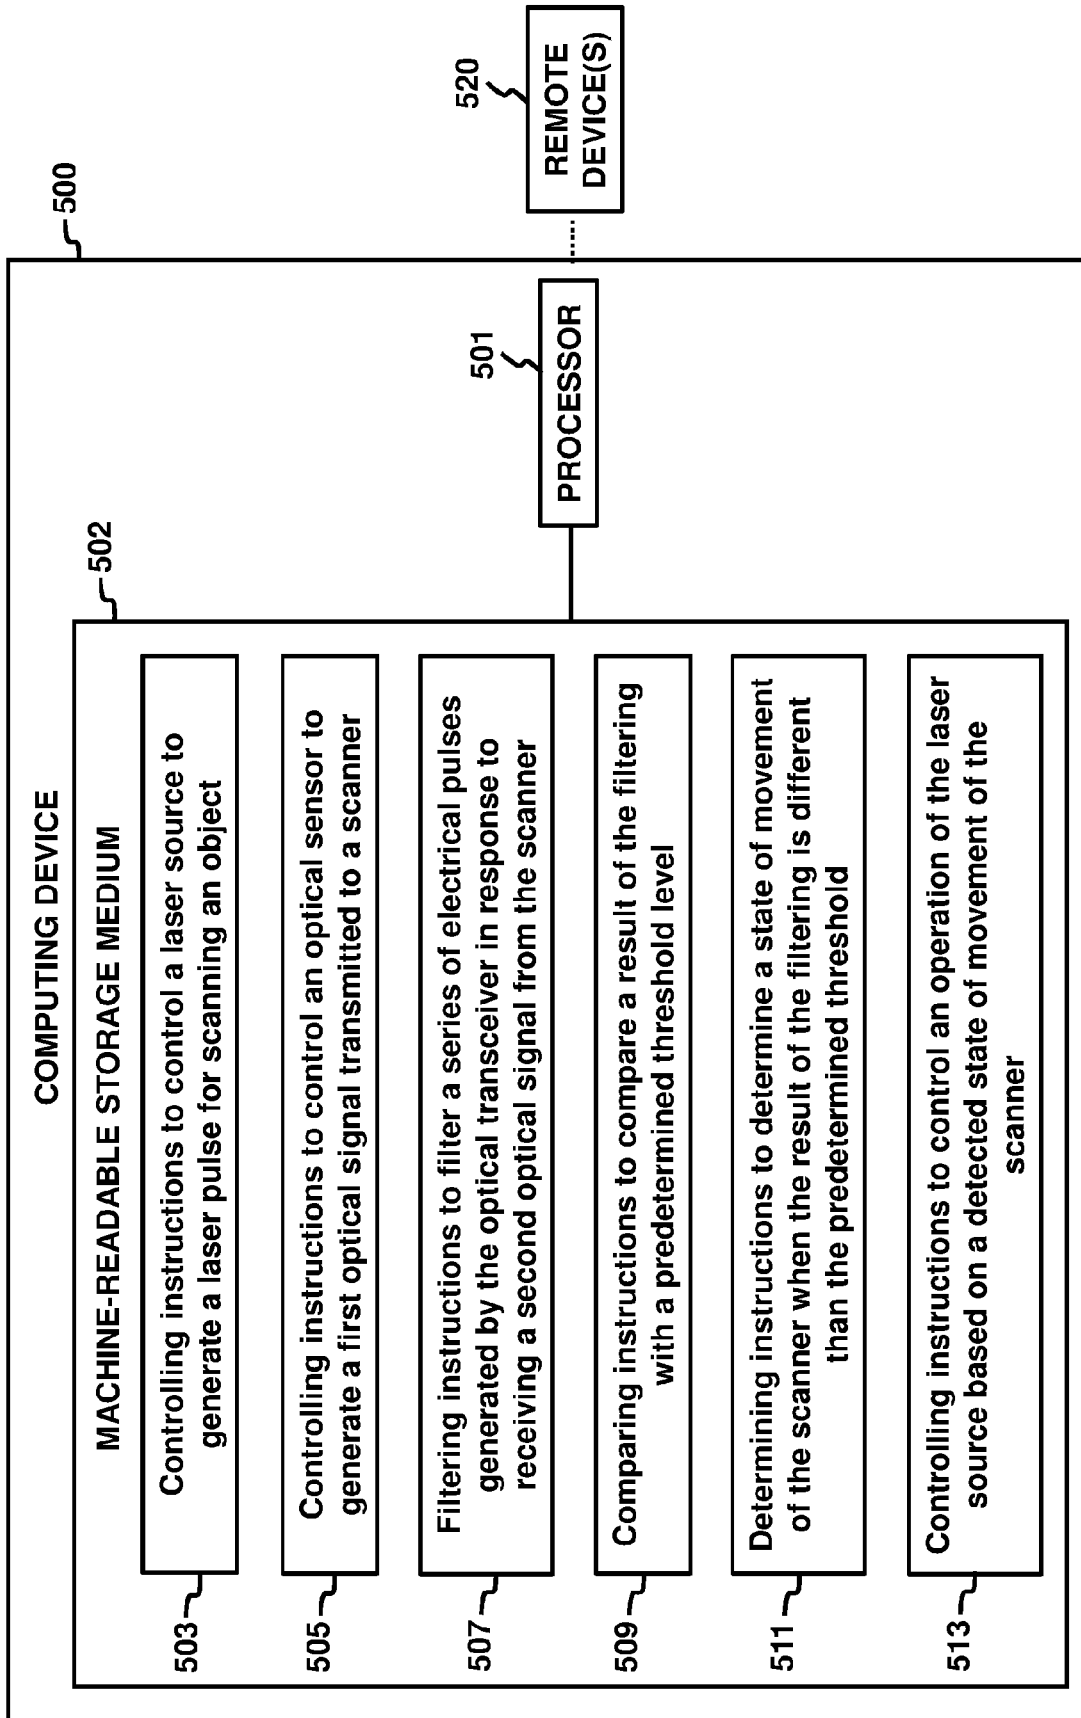 COMPUTING DEVICE
500
MACHINE-READABLE STORAGE MEDIUM
502
503
Controlling instructions to control a laser source to
generate a laser pulse for scanning an object
505
Controlling instructions to control an optical sensor to
generate a first optical signal transmitted to a scanner
507
Filtering instructions to filter a series of electrical pulses
generated by the optical transceiver in response to
receiving a second optical signal from the scanner
509
Comparing instructions to compare a result of the filtering
with a predetermined threshold level
511
Determining instructions to determine a state of movement
of the scanner when the result of the filtering is different
than the predetermined threshold
513
Controlling instructions to control an operation of the laser
source based on a detected state of movement of the
scanner
501
PROCESSOR
520
REMOTE
DEVICE(S)